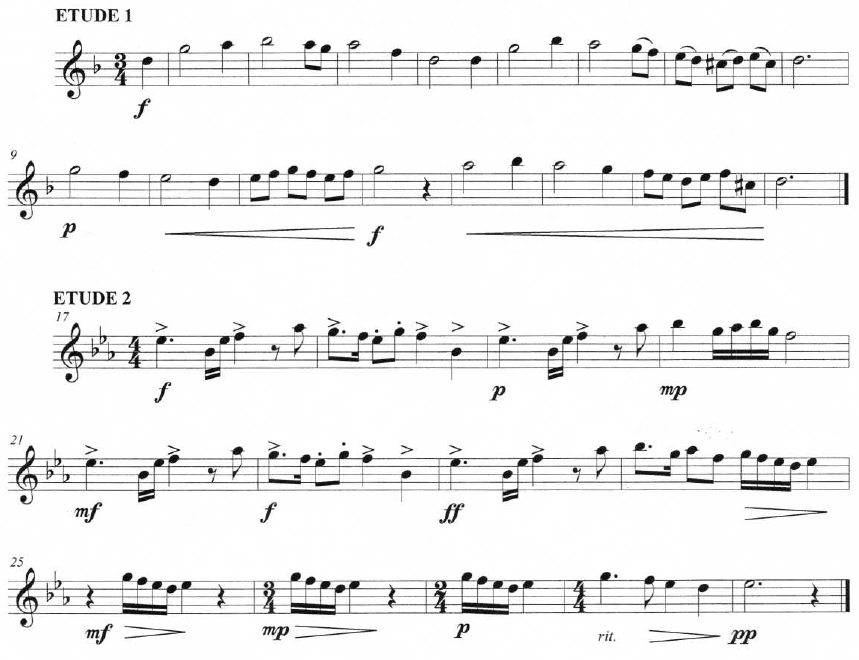 ETUDE 1
3
4
f
9
p f
ETUDE 2
17
4
4
f p mp
21
mf f ff
25
3 2 4
4 4 4
mf mp p rit. pp